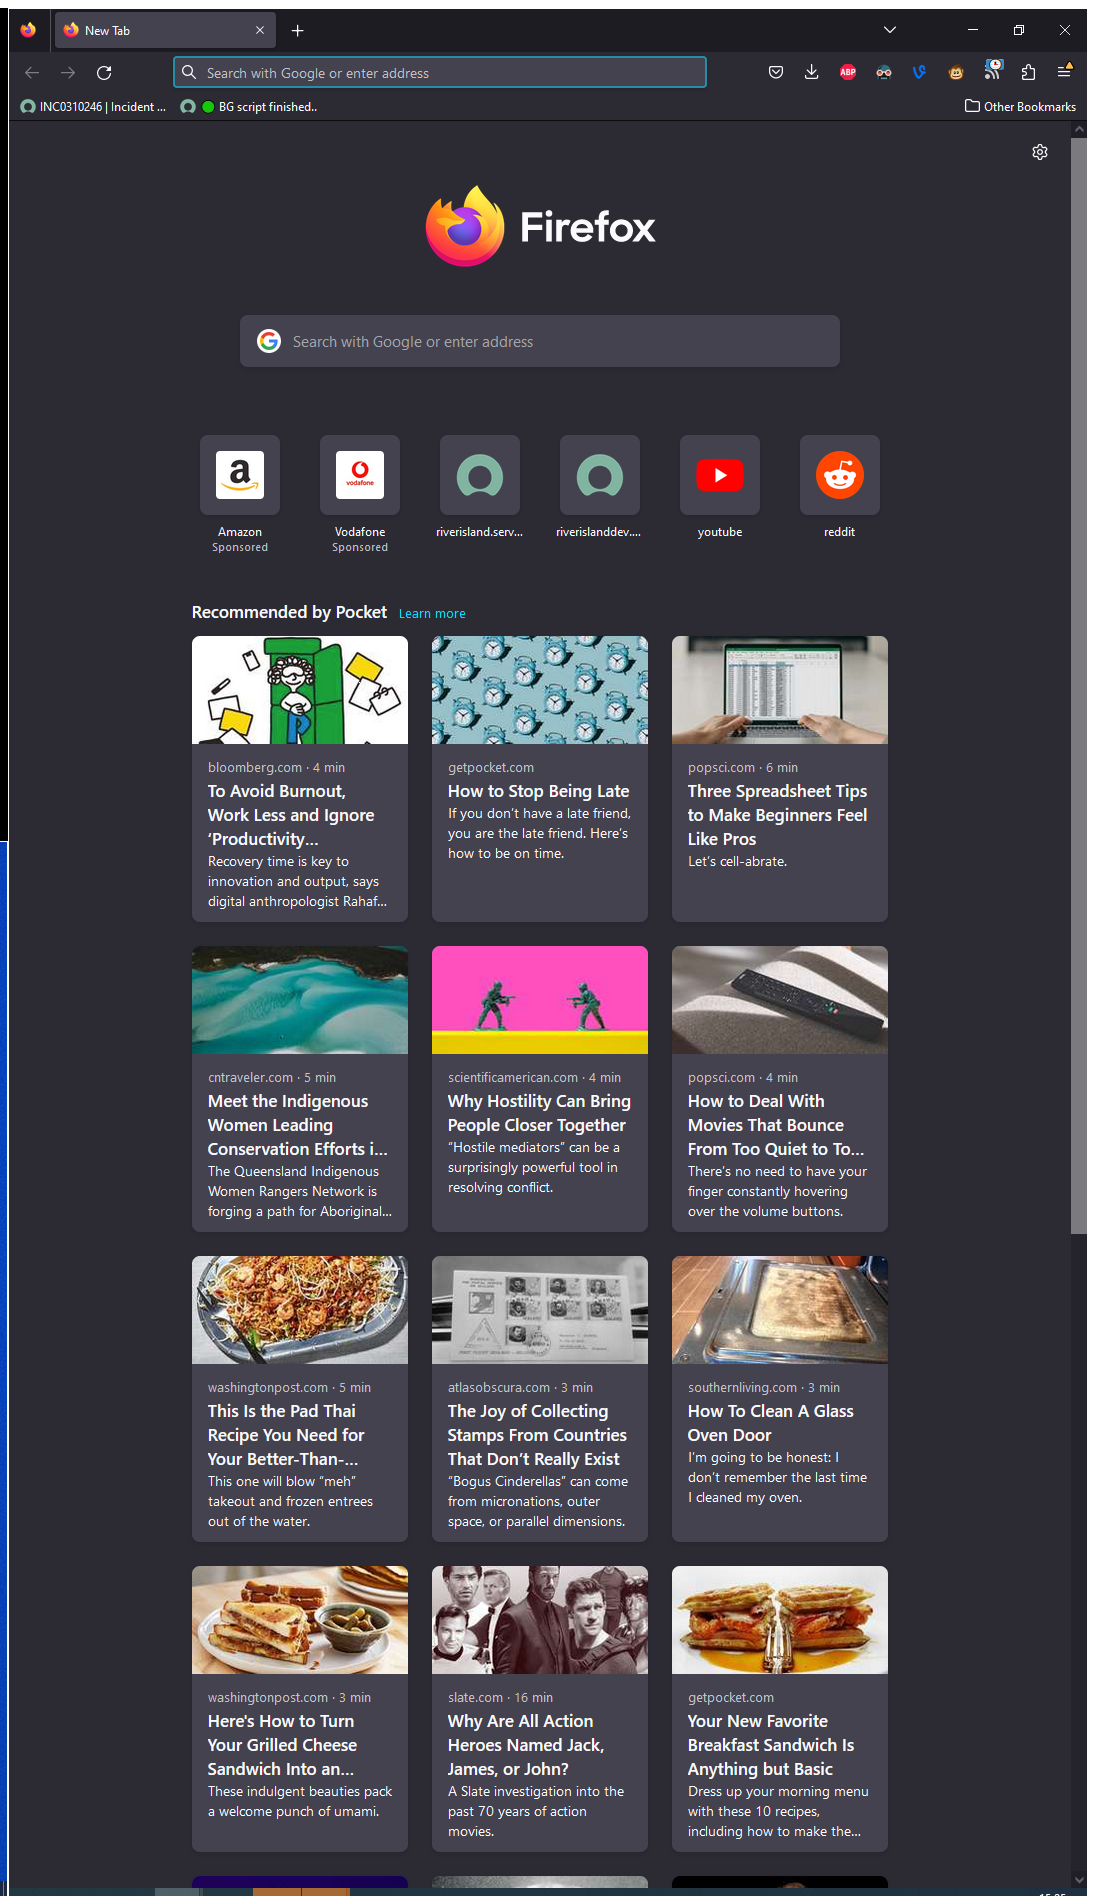 New Tab
Search with Google or enter address
ABP
INC0310246 | Incident ...
BG script finished..
Other Bookmarks
Firefox
Search with Google or enter address
a
vodafone
Amazon
Sponsored
Vodafone
Sponsored
riverisland.serv...
riverislanddev....
youtube
reddit
Recommended by Pocket Learn more
bloomberg.com · 4 min
To Avoid Burnout,
Work Less and Ignore
‘Productivity...
Recovery time is key to
innovation and output, says
digital anthropologist Rahaf...
getpocket.com
How to Stop Being Late
If you don’t have a late friend,
you are the late friend. Here’s
how to be on time.
popsci.com · 6 min
Three Spreadsheet Tips
to Make Beginners Feel
Like Pros
Let’s cell-abrate.
cntraveler.com · 5 min
Meet the Indigenous
Women Leading
Conservation Efforts i...
The Queensland Indigenous
Women Rangers Network is
forging a path for Aboriginal...
scientificamerican.com · 4 min
Why Hostility Can Bring
People Closer Together
“Hostile mediators” can be a
surprisingly powerful tool in
resolving conflict.
popsci.com · 4 min
How to Deal With
Movies That Bounce
From Too Quiet to To...
There’s no need to have your
finger constantly hovering
over the volume buttons.
washingtonpost.com · 5 min
This Is the Pad Thai
Recipe You Need for
Your Better-Than-...
This one will blow “meh”
takeout and frozen entrees
out of the water.
atlasobscura.com · 3 min
The Joy of Collecting
Stamps From Countries
That Don’t Really Exist
“Bogus Cinderellas” can come
from micronations, outer
space, or parallel dimensions.
southernliving.com · 3 min
How To Clean A Glass
Oven Door
I’m going to be honest: I
don’t remember the last time
I cleaned my oven.
washingtonpost.com · 3 min
Here's How to Turn
Your Grilled Cheese
Sandwich Into an...
These indulgent beauties pack
a welcome punch of umami.
slate.com · 16 min
Why Are All Action
Heroes Named Jack,
James, or John?
A Slate investigation into the
past 70 years of action
movies.
getpocket.com
Your New Favorite
Breakfast Sandwich Is
Anything but Basic
Dress up your morning menu
with these 10 recipes,
including how to make the...